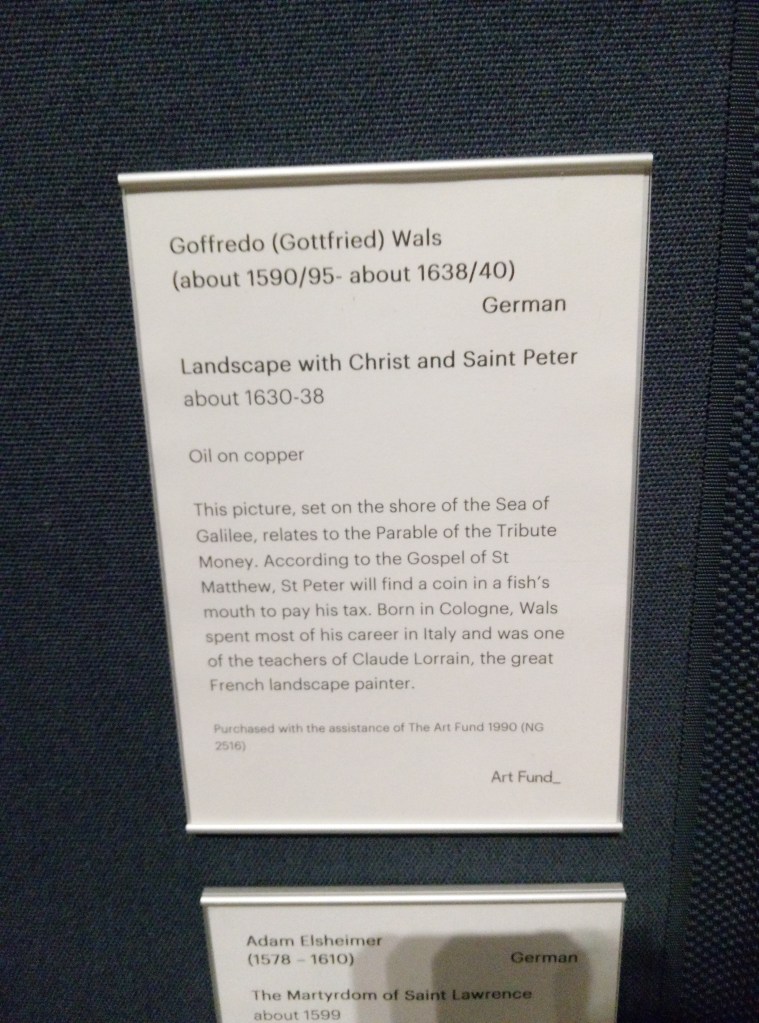 Goffredo (Gottfried) Wals
(about 1590/95- about 1638/40)
German
Landscape with Christ and Saint Peter
about 1630-38
Oil on copper
This picture, set on the shore of the Sea of
Galilee, relates to the Parable of the Tribute
Money. According to the Gospel of St
Matthew, St Peter will find a coin in a fish's
mouth to pay his tax. Born in Cologne, Wals
spent most of his career in Italy and was one
of the teachers of Claude Lorrain, the great
French landscape painter.
Purchased with the assistance of The Art Fund 1990 (NG
2516)
Art Fund_
Adam Elsheimer
(1578 – 1610) German
The Martyrdom of Saint Lawrence
about 1599